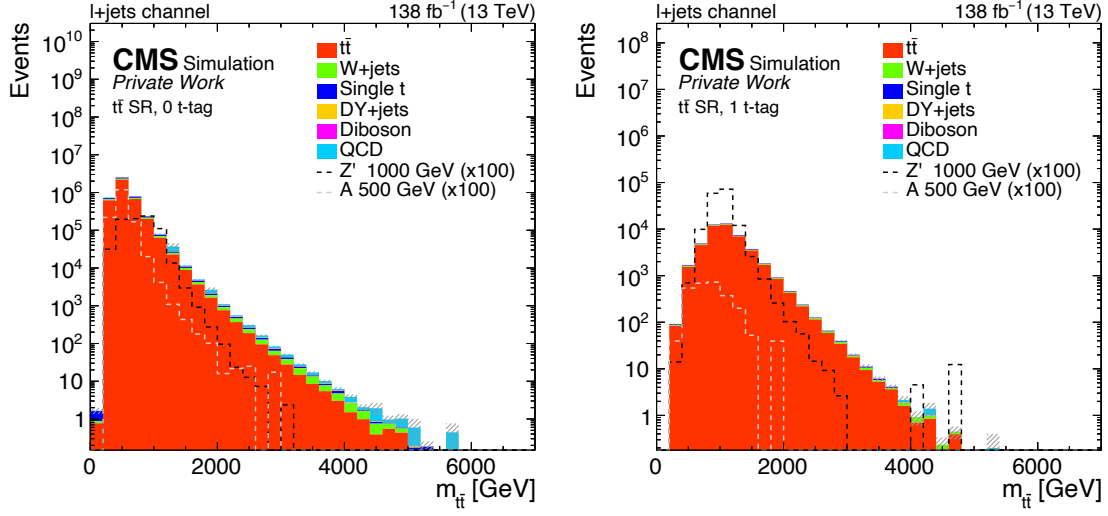 l+jets channel 138 fb⁻¹ (13 TeV)
Events
10¹⁰
10⁹
10⁸
10⁷
10⁶
10⁵
10⁴
10³
10²
10
1
CMS Simulation
Private Work
tt̄ SR, 0 t-tag
tt̄
W+jets
Single t
DY+jets
Diboson
QCD
Z' 1000 GeV (x100)
A 500 GeV (x100)
0 2000 4000 6000
m_tt̄ [GeV]
l+jets channel 138 fb⁻¹ (13 TeV)
Events
10⁸
10⁷
10⁶
10⁵
10⁴
10³
10²
10
1
CMS Simulation
Private Work
tt̄ SR, 1 t-tag
tt̄
W+jets
Single t
DY+jets
Diboson
QCD
Z' 1000 GeV (x100)
A 500 GeV (x100)
0 2000 4000 6000
m_tt̄ [GeV]